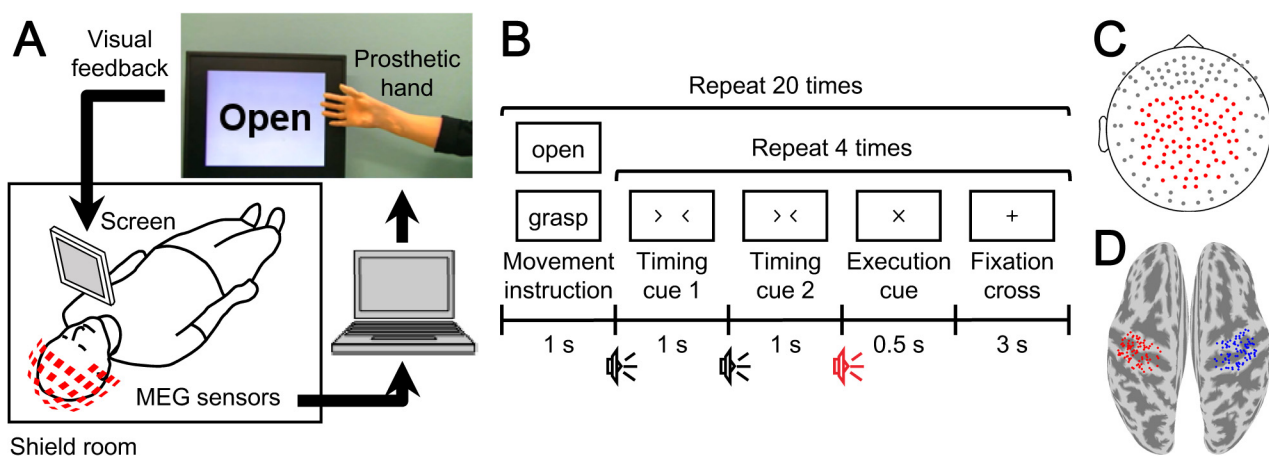 A
Visual
feedback
Prosthetic
hand
Open
Screen
MEG sensors
Shield room
B
Repeat 20 times
open
Repeat 4 times
grasp
> <
> <
×
+
Movement
instruction
Timing
cue 1
Timing
cue 2
Execution
cue
Fixation
cross
1 s
1 s
1 s
0.5 s
3 s
C
D